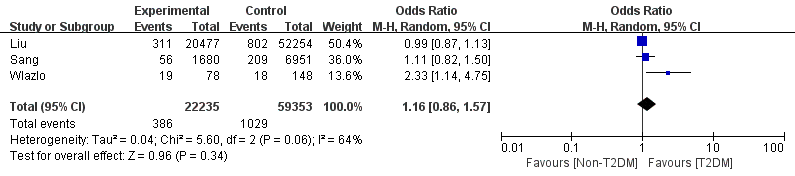 Experimental Control Odds Ratio Odds Ratio
Study or Subgroup Events Total Events Total Weight M-H, Random, 95% CI M-H, Random, 95% CI
Liu 311 20477 802 52254 50.4% 0.99 [0.87, 1.13]
Sang 56 1680 209 6951 36.0% 1.11 [0.82, 1.50]
Wlazlo 19 78 18 148 13.6% 2.33 [1.14, 4.75]
Total (95% CI) 22235 59353 100.0% 1.16 [0.86, 1.57]
Total events 386 1029
Heterogeneity: Tau² = 0.04; Chi² = 5.60, df = 2 (P = 0.06); I² = 64%
Test for overall effect: Z = 0.96 (P = 0.34)
0.01 0.1 1 10 100
Favours [Non-T2DM] Favours [T2DM]